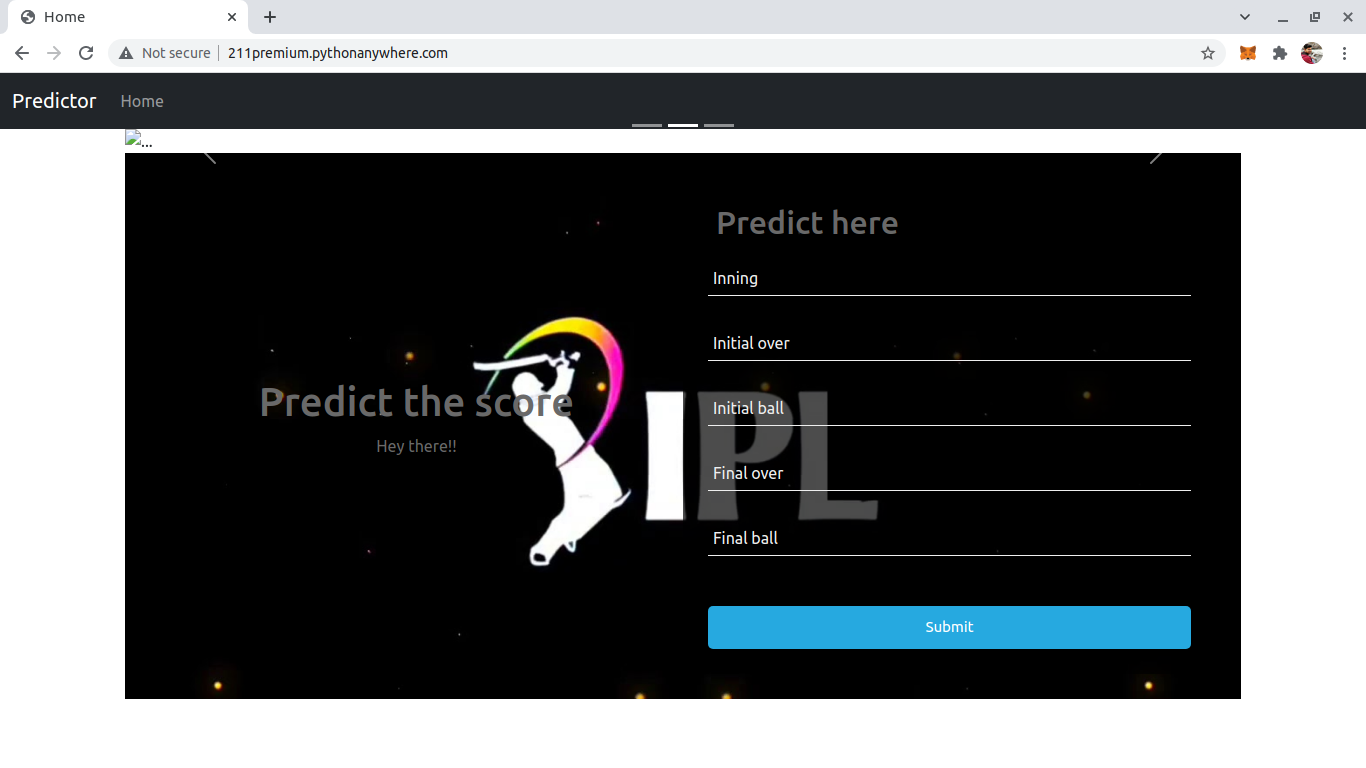 Home
Not secure
211premium.pythonanywhere.com
Predictor
Home
...
Predict here
Inning
Initial over
Initial ball
Final over
Final ball
Submit
Predict the score
Hey there!!
IPL